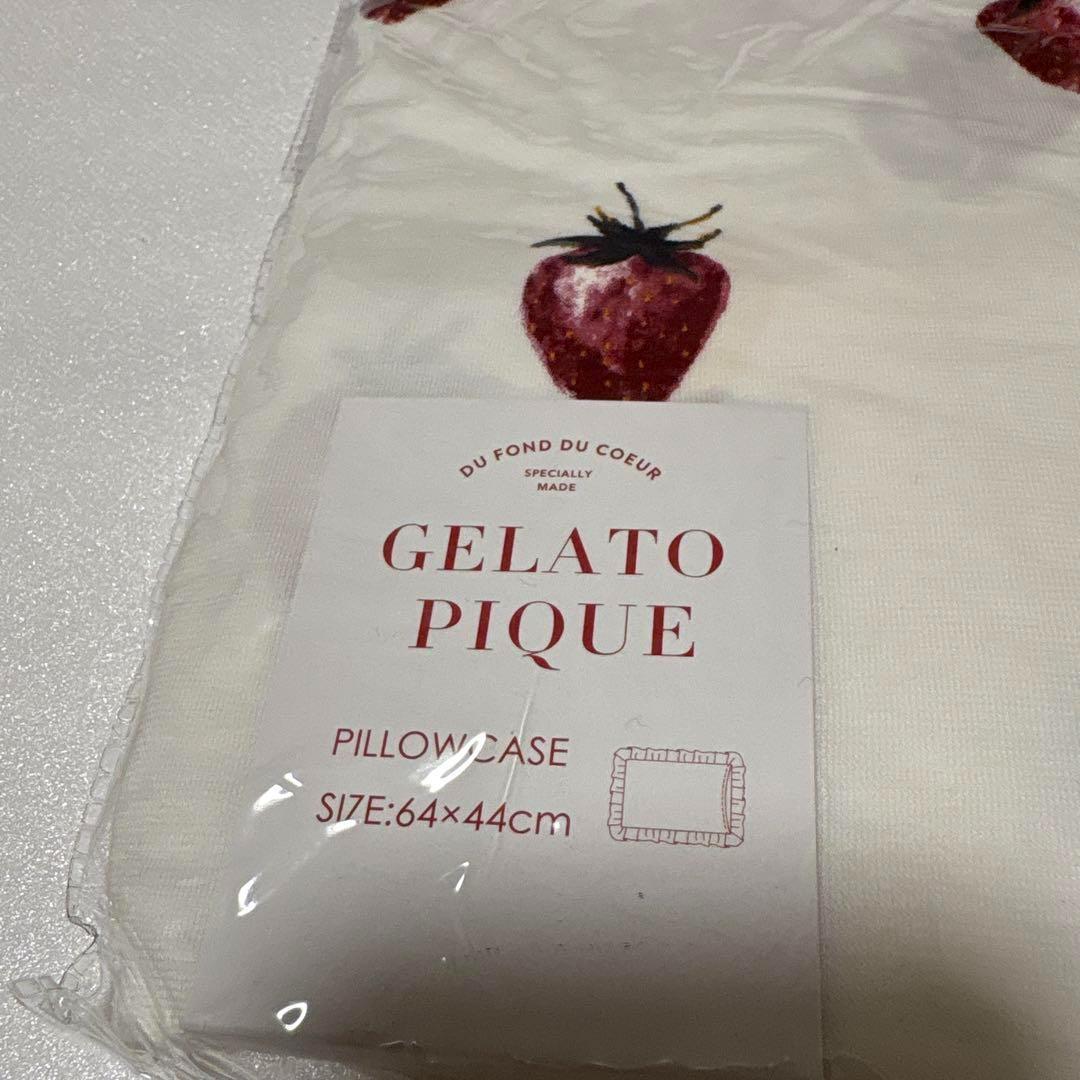 DU FOND DU COEUR
SPECIALLY
MADE
GELATO
PIQUE
PILLOWCASE
SIZE:64×44cm